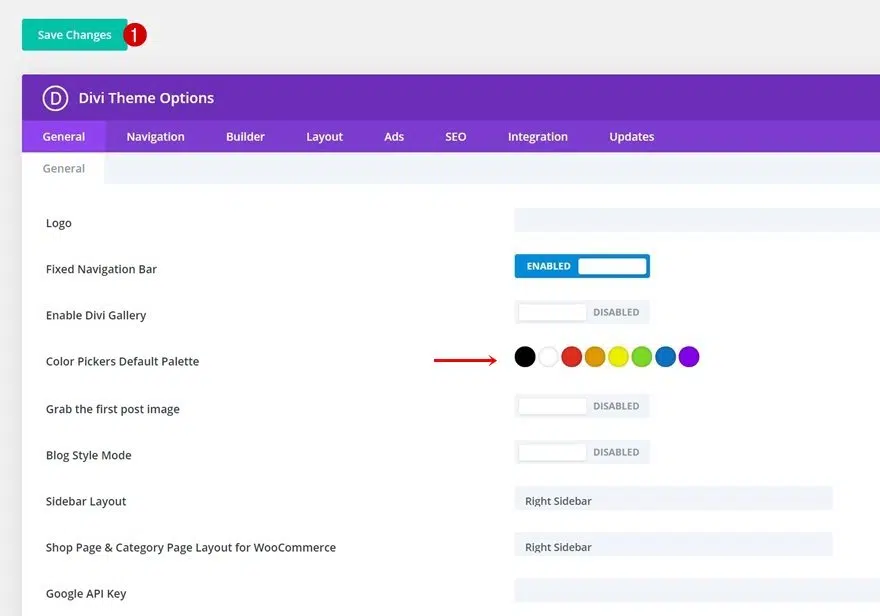 Save Changes 1
D Divi Theme Options
General Navigation Builder Layout Ads SEO Integration Updates
General
Logo
Fixed Navigation Bar ENABLED
Enable Divi Gallery DISABLED
Color Pickers Default Palette
Grab the first post image DISABLED
Blog Style Mode DISABLED
Sidebar Layout Right Sidebar
Shop Page & Category Page Layout for WooCommerce Right Sidebar
Google API Key